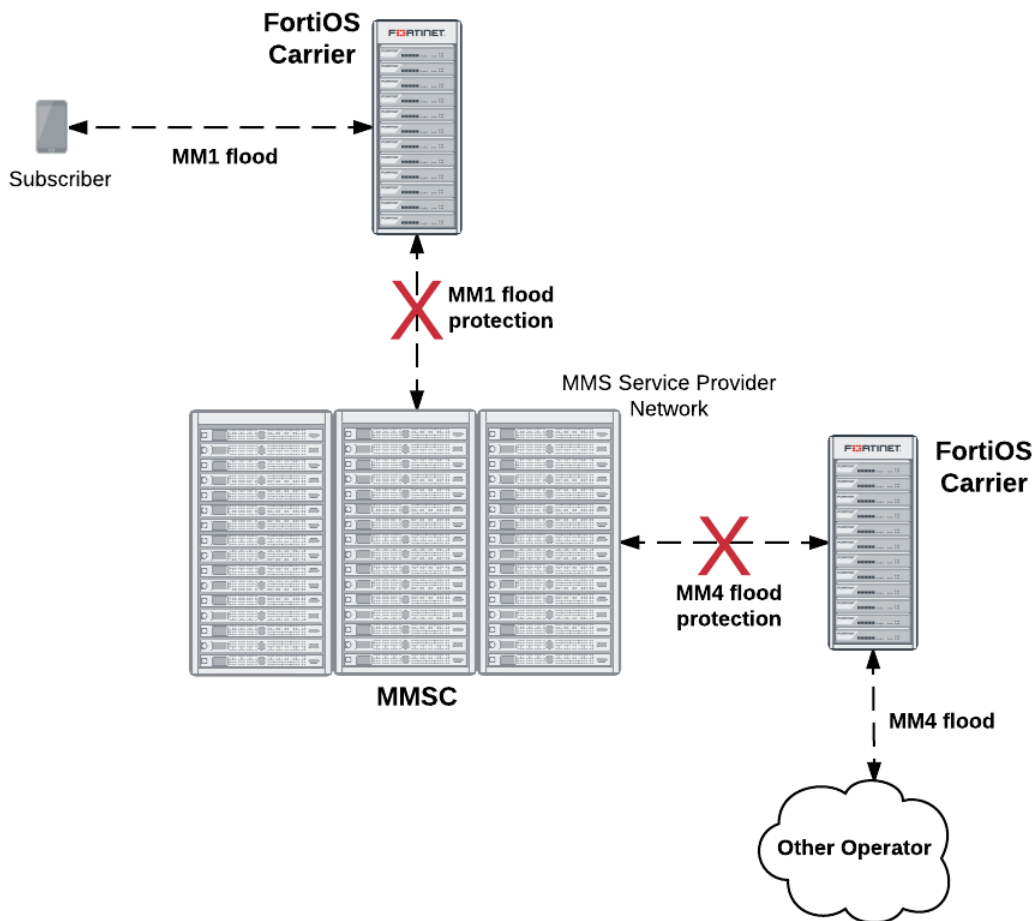 FortiOS
Carrier
FORTINET
Subscriber
MM1 flood
MM1 flood
protection
MMS Service Provider
Network
FORTINET
FortiOS
Carrier
MM4 flood
protection
MMSC
MM4 flood
Other Operator